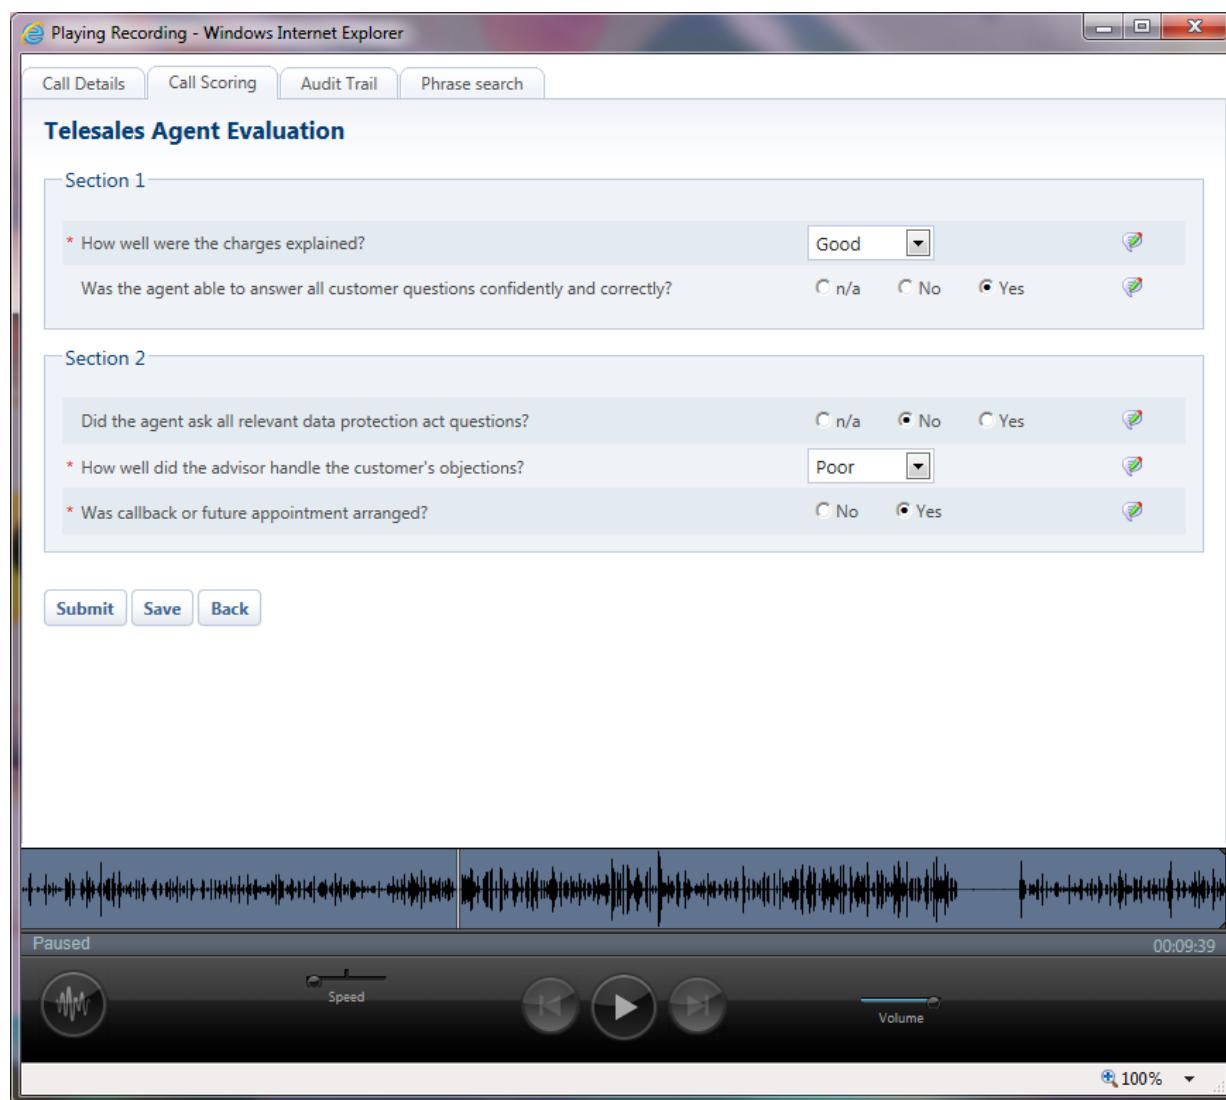 Playing Recording - Windows Internet Explorer
Call Details Call Scoring Audit Trail Phrase search
Telesales Agent Evaluation
Section 1
* How well were the charges explained? Good
Was the agent able to answer all customer questions confidently and correctly? n/a No Yes
Section 2
Did the agent ask all relevant data protection act questions? n/a No Yes
* How well did the advisor handle the customer's objections? Poor
* Was callback or future appointment arranged? No Yes
Submit Save Back
Paused 00:09:39
Speed
Volume
100%